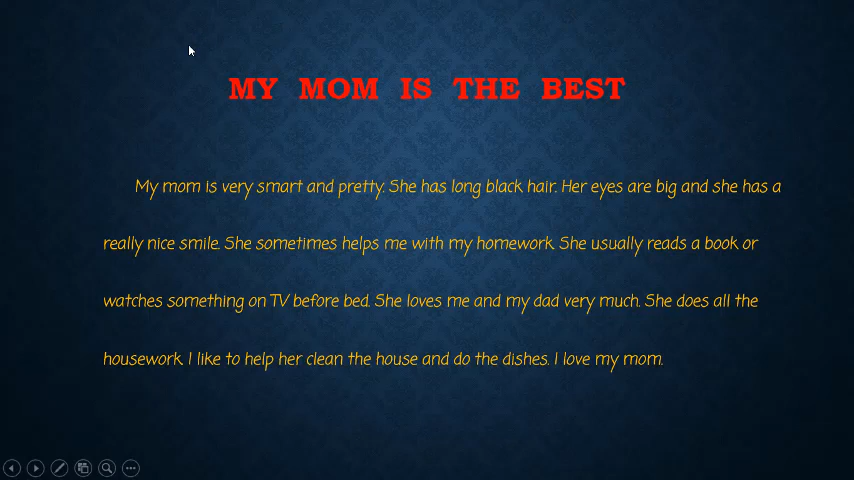 MY MOM IS THE BEST
My mom is very smart and pretty. She has long black hair. Her eyes are big and she has a
really nice smile. She sometimes helps me with my homework. She usually reads a book or
watches something on TV before bed. She loves me and my dad very much. She does all the
housework. I like to help her clean the house and do the dishes. I love my mom.